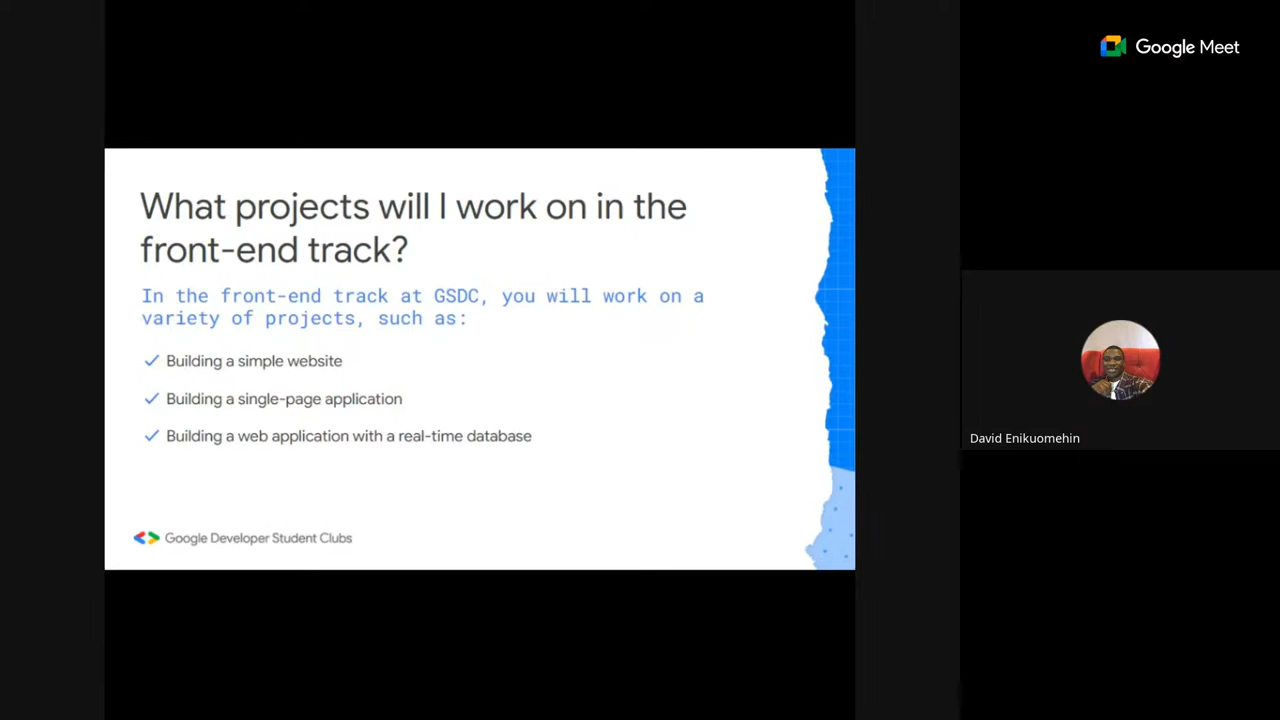 Google Meet
What projects will I work on in the
front-end track?
In the front-end track at GSDC, you will work on a
variety of projects, such as:
Building a simple website
Building a single-page application
Building a web application with a real-time database
Google Developer Student Clubs
David Enikuomehin